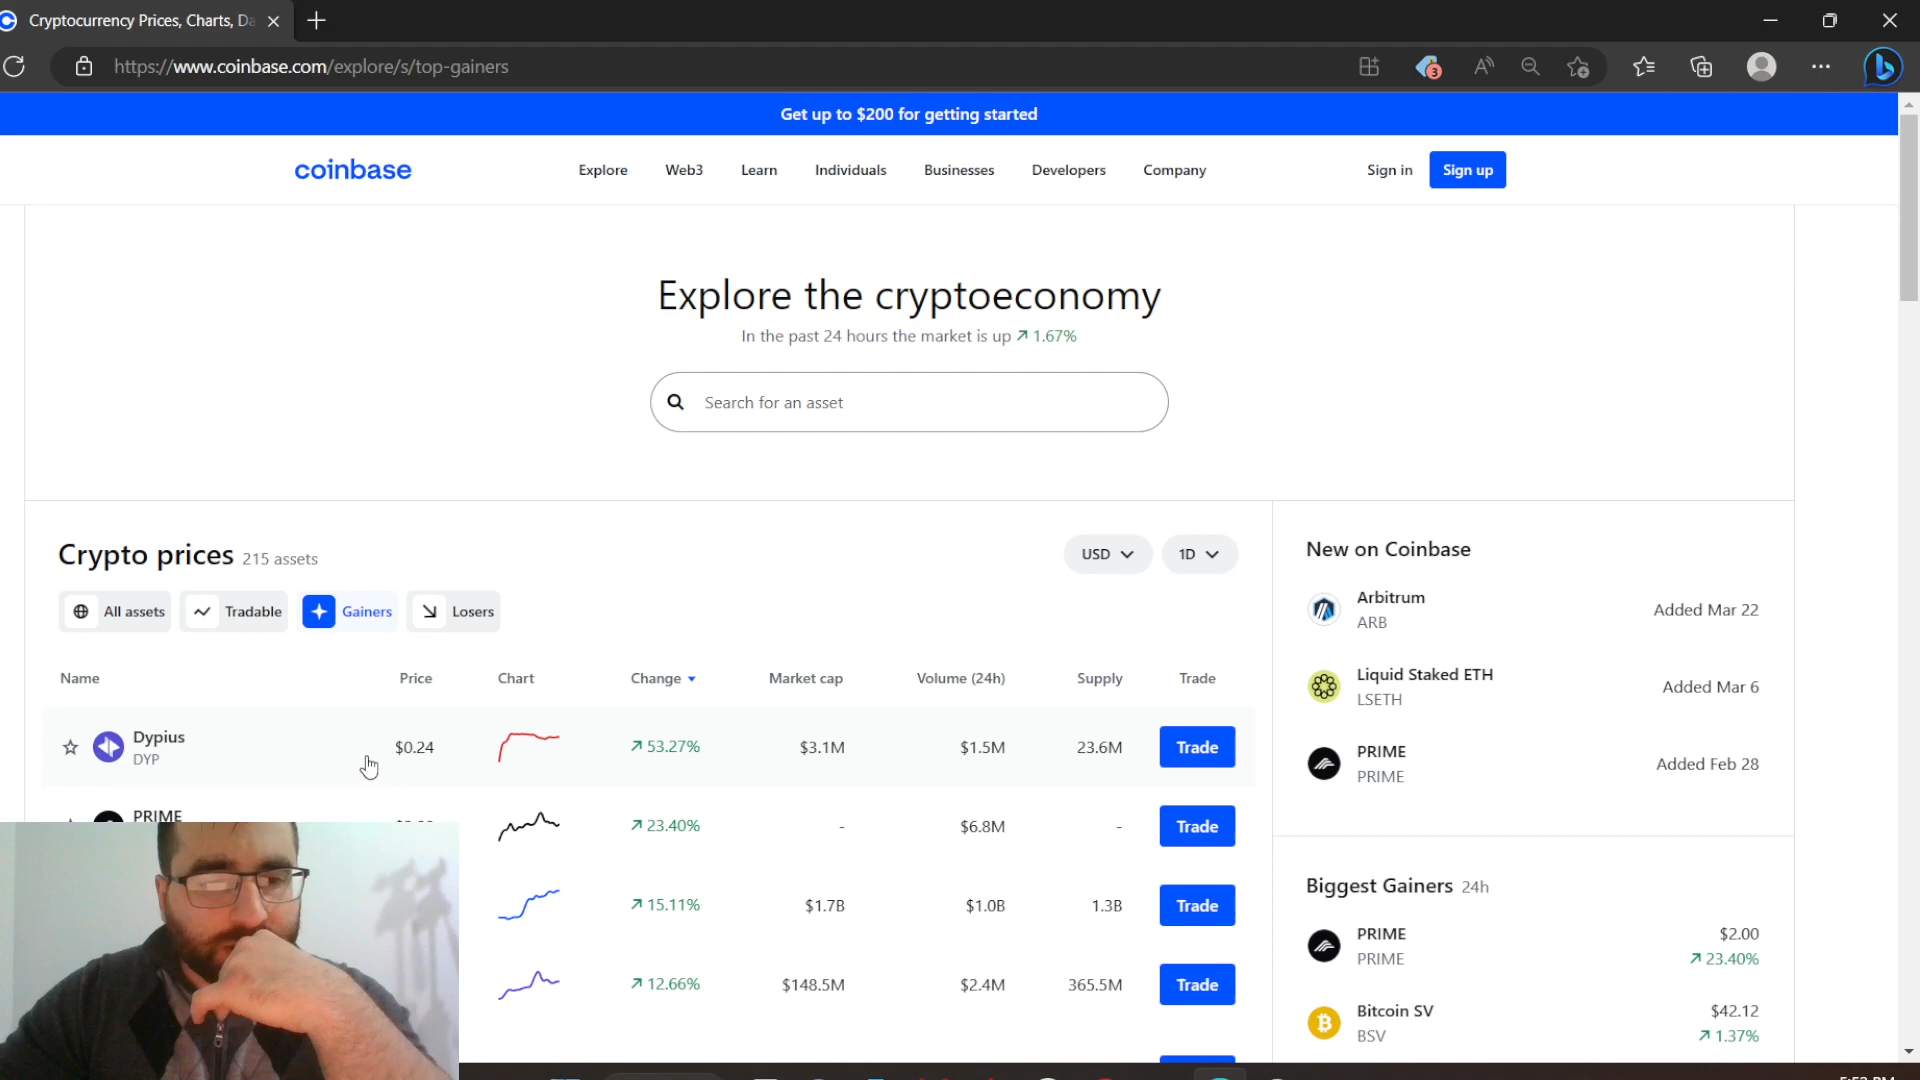 Cryptocurrency Prices, Charts, Da
https://www.coinbase.com/explore/s/top-gainers
3
Get up to $200 for getting started
coinbase
Explore Web3 Learn Individuals Businesses Developers Company Sign in Sign up
Explore the cryptoeconomy
In the past 24 hours the market is up ↗ 1.67%
Search for an asset
Crypto prices 215 assets
USD 1D
All assets Tradable Gainers Losers
Name Price Chart Change Market cap Volume (24h) Supply Trade
Dypius
DYP
$0.24 ↗ 53.27% $3.1M $1.5M 23.6M Trade
PRIME
↗ 23.40% - $6.8M - Trade
↗ 15.11% $1.7B $1.0B 1.3B Trade
↗ 12.66% $148.5M $2.4M 365.5M Trade
New on Coinbase
Arbitrum
ARB
Added Mar 22
Liquid Staked ETH
LSETH
Added Mar 6
PRIME
PRIME
Added Feb 28
Biggest Gainers 24h
PRIME $2.00
PRIME ↗ 23.40%
Bitcoin SV $42.12
BSV ↗ 1.37%